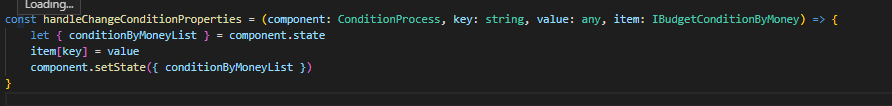 Loading...
const handleChangeConditionProperties = (component: ConditionProcess, key: string, value: any, item: IBudgetConditionByMoney) => {
    let { conditionByMoneyList } = component.state
    item[key] = value
    component.setState({ conditionByMoneyList })
}